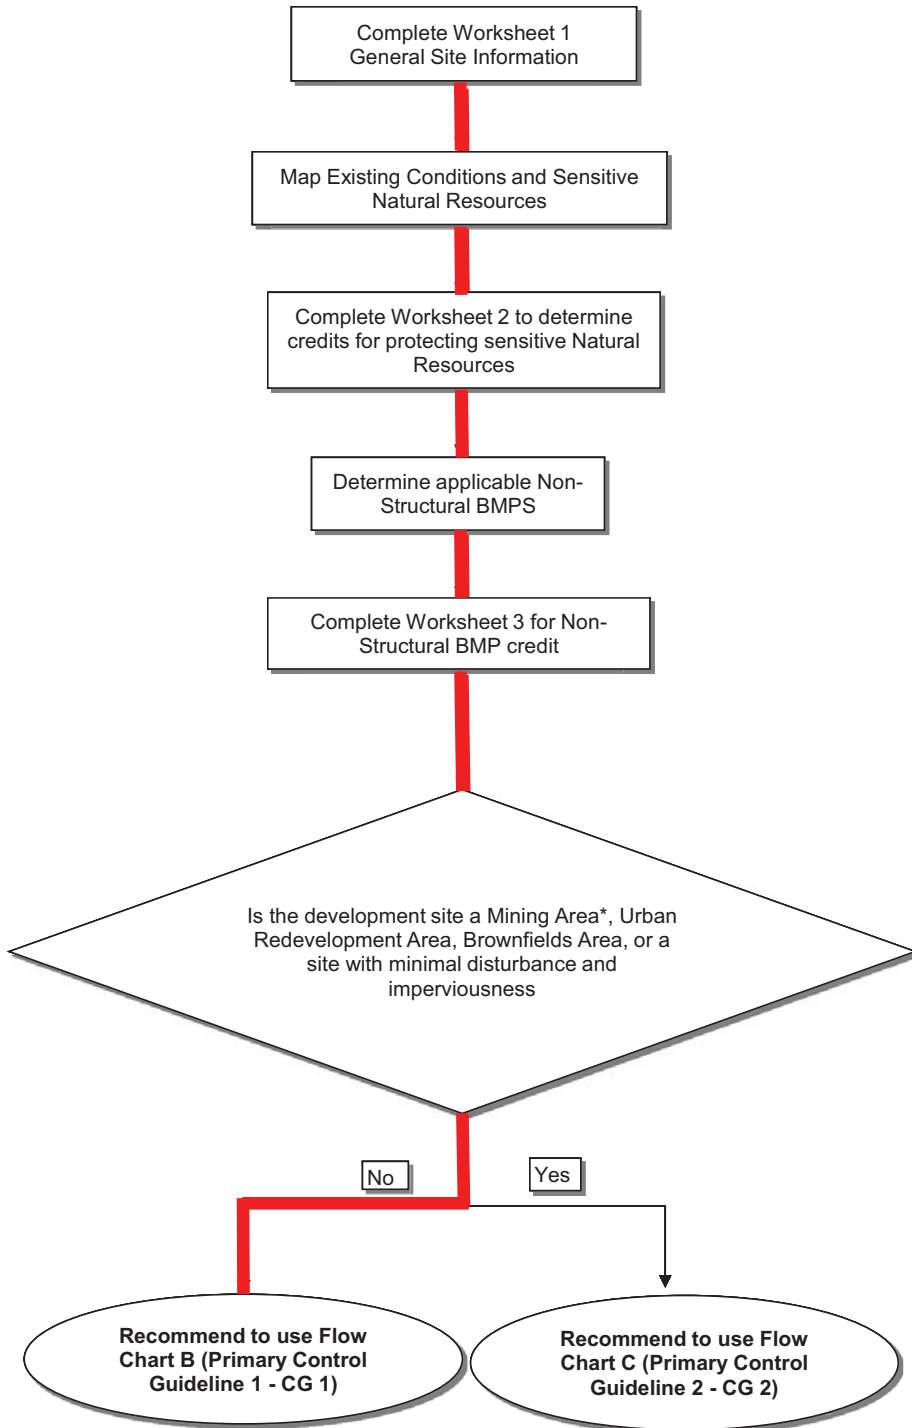 Complete Worksheet 1
General Site Information
Map Existing Conditions and Sensitive
Natural Resources
Complete Worksheet 2 to determine
credits for protecting sensitive Natural
Resources
Determine applicable Non-
Structural BMPS
Complete Worksheet 3 for Non-
Structural BMP credit
Is the development site a Mining Area*, Urban
Redevelopment Area, Brownfields Area, or a
site with minimal disturbance and
imperviousness
No
Yes
Recommend to use Flow
Chart B (Primary Control
Guideline 1 - CG 1)
Recommend to use Flow
Chart C (Primary Control
Guideline 2 - CG 2)